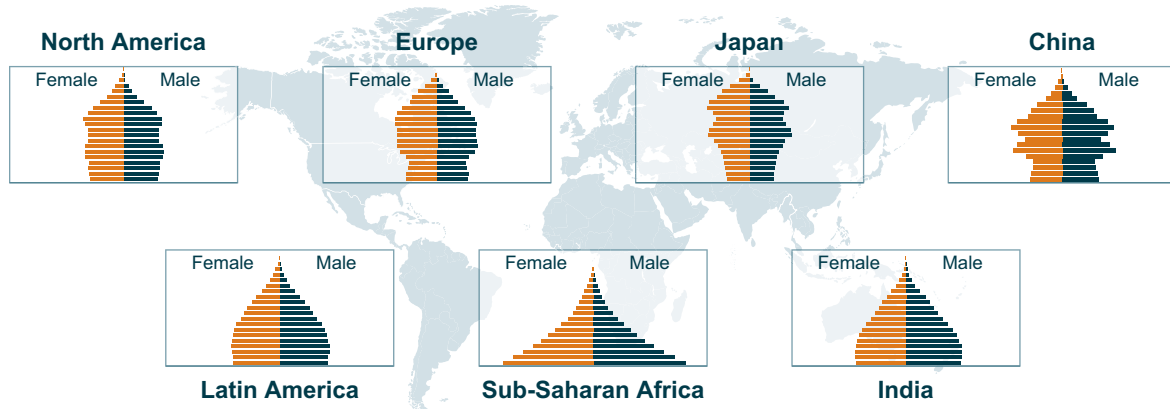 North America
Female Male
Europe
Female Male
Japan
Female Male
China
Female Male
Female Male
Latin America
Female Male
Sub-Saharan Africa
Female Male
India